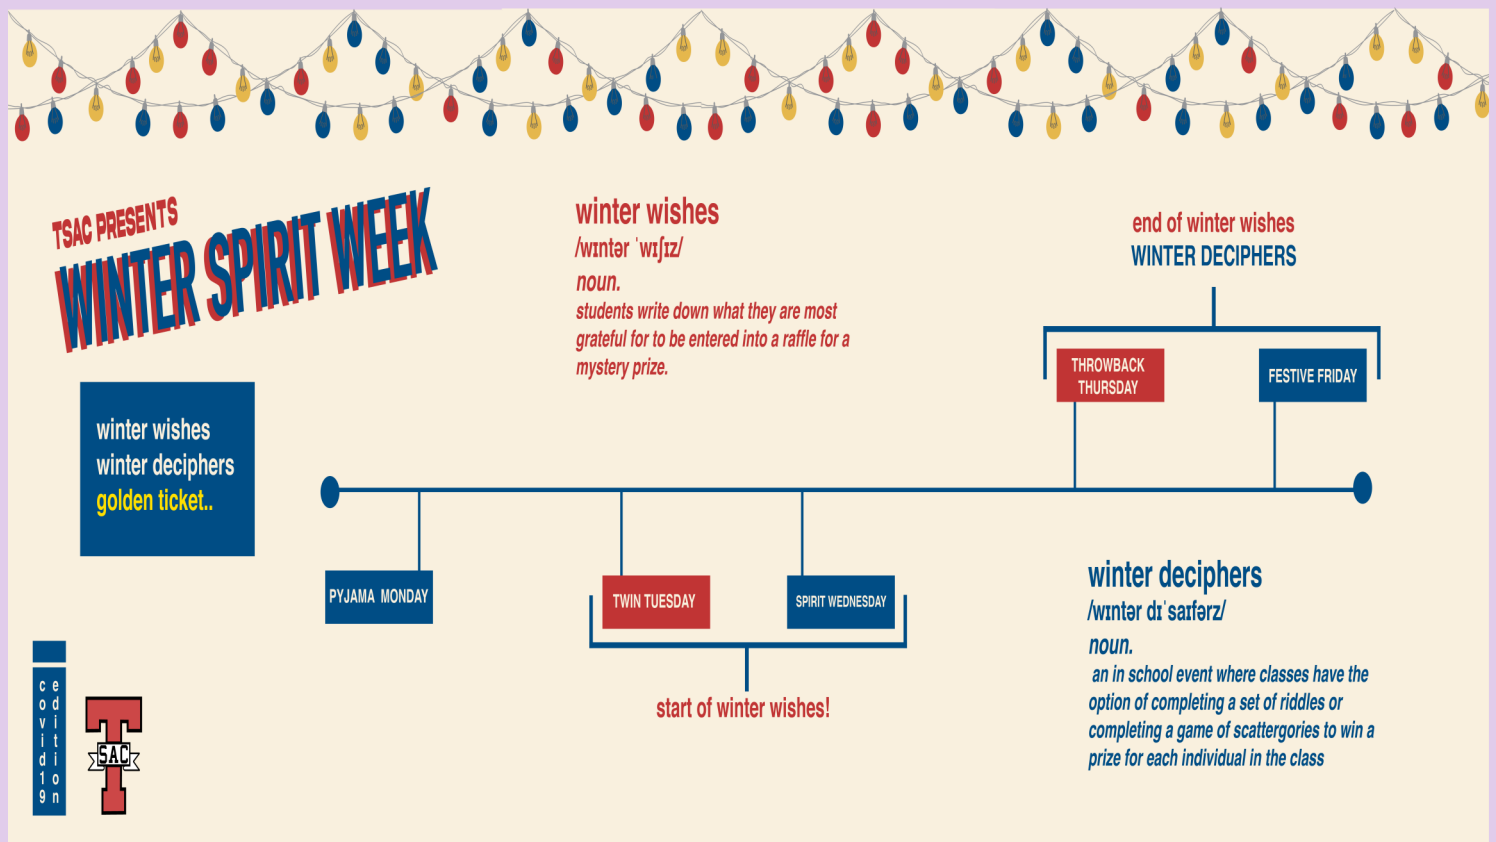 TSAC PRESENTS
WINTER SPIRIT WEEK
winter wishes
/wɪntər ˈwɪʃɪz/
noun.
students write down what they are most
grateful for to be entered into a raffle for a
mystery prize.
end of winter wishes
WINTER DECIPHERS
THROWBACK
THURSDAY
FESTIVE FRIDAY
winter wishes
winter deciphers
golden ticket..
PYJAMA MONDAY
TWIN TUESDAY
SPIRIT WEDNESDAY
start of winter wishes!
winter deciphers
/wɪntər dɪˈsaɪfərz/
noun.
an in school event where classes have the
option of completing a set of riddles or
completing a game of scattergories to win a
prize for each individual in the class
covid19
edition
T
SAC